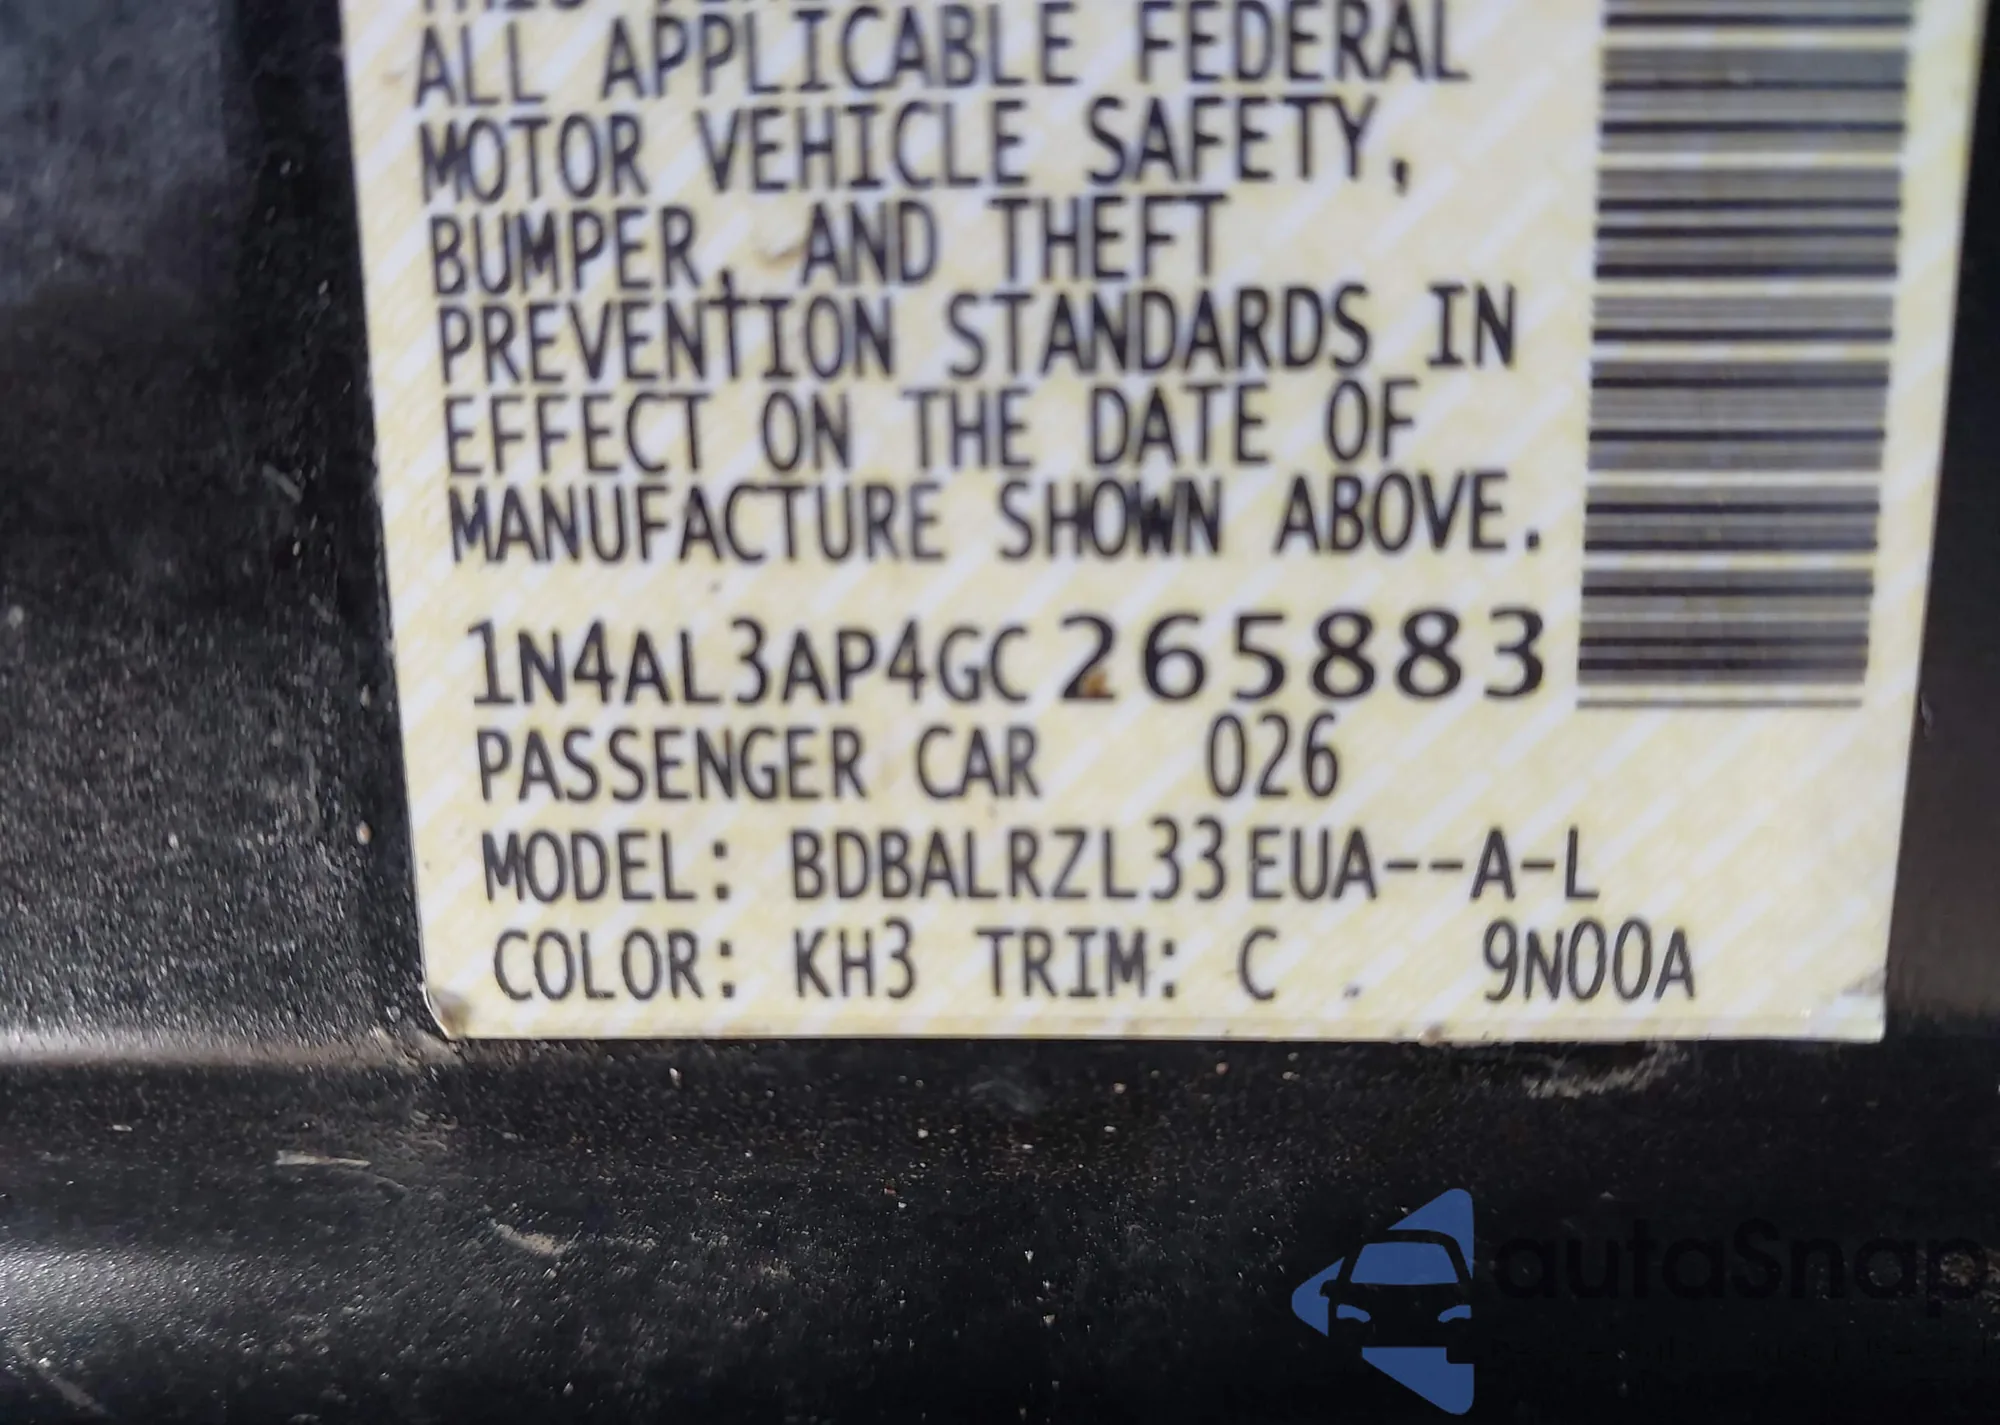 ALL APPLICABLE FEDERAL
MOTOR VEHICLE SAFETY,
BUMPER, AND THEFT
PREVENTION STANDARDS IN
EFFECT ON THE DATE OF
MANUFACTURE SHOWN ABOVE.
1N4AL3AP4GC265883
PASSENGER CAR 026
MODEL: BDBALRZL33EUA--A-L
COLOR: KH3 TRIM: C 9N00A
autaSnap